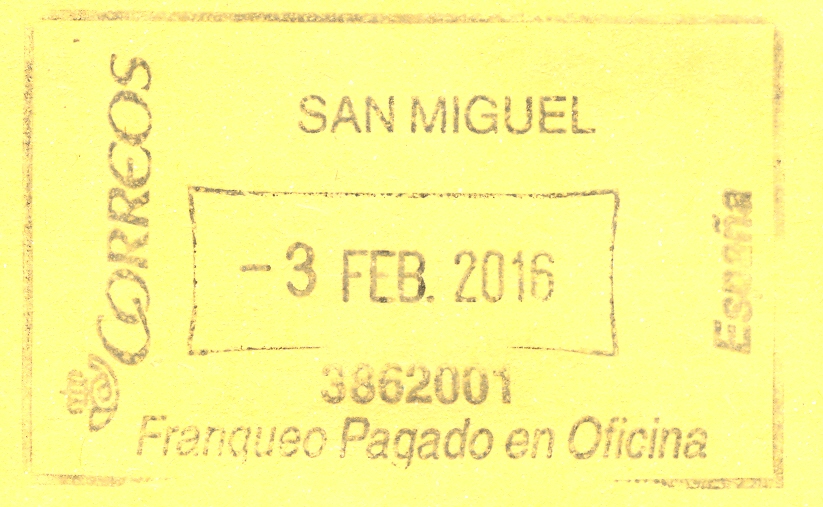 CORREOS
SAN MIGUEL
- 3 FEB. 2016
España
3862001
Franqueo Pagado en Oficina